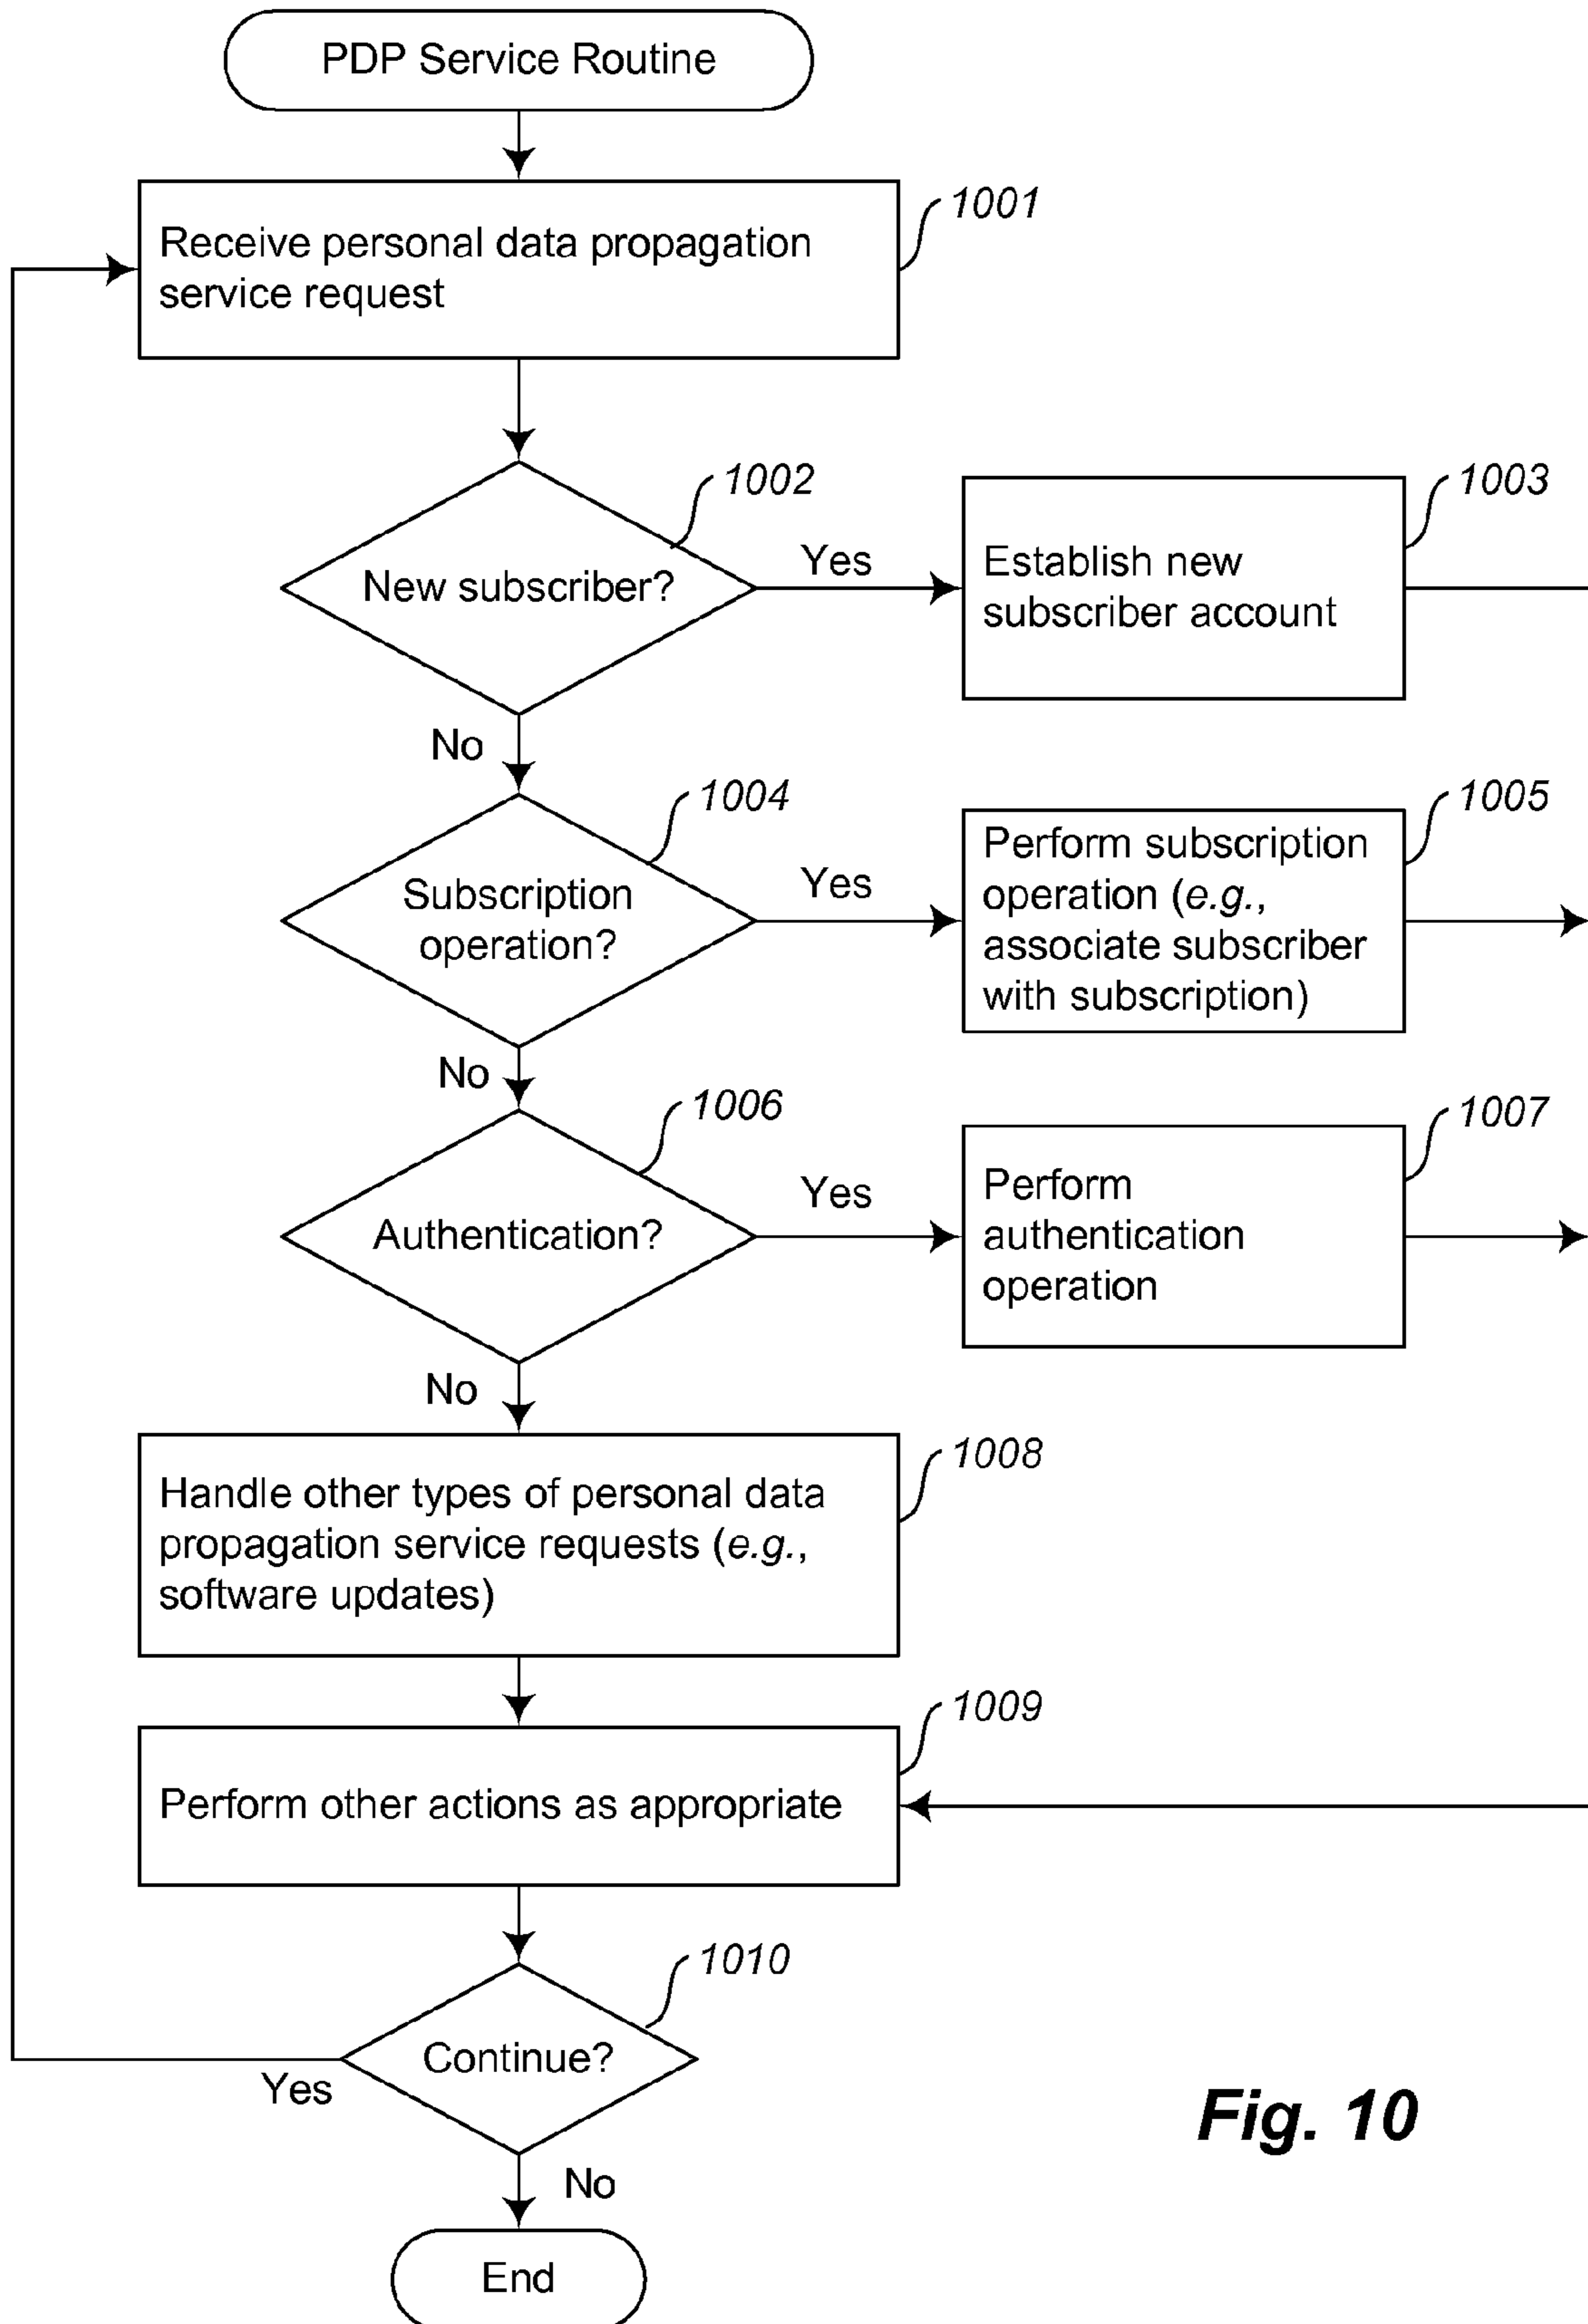 PDP Service Routine
1001
Receive personal data propagation
service request
1002
New subscriber?
Yes
1003
Establish new
subscriber account
No
1004
Subscription
operation?
Yes
1005
Perform subscription
operation (e.g.,
associate subscriber
with subscription)
No
1006
Authentication?
Yes
1007
Perform
authentication
operation
No
1008
Handle other types of personal data
propagation service requests (e.g.,
software updates)
1009
Perform other actions as appropriate
1010
Continue?
Yes
No
End
Fig. 10